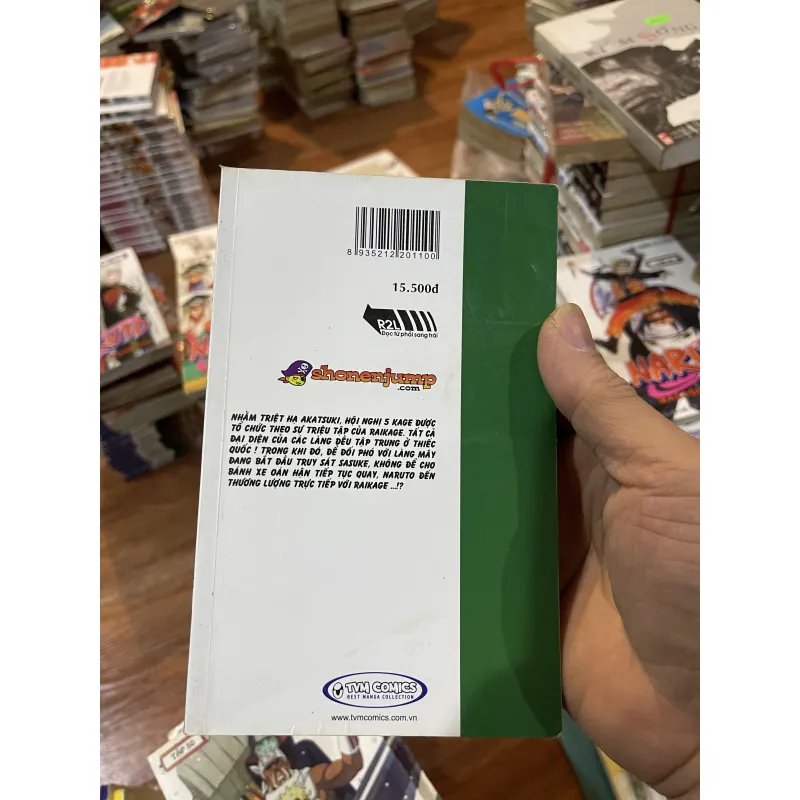 8 935212 201100
15.500đ
R2L
Đọc từ phải sang trái
shonenjump
.com
NHẰM TRIỆT HẠ AKATSUKI, HỘI NGHỊ 5 KAGE ĐƯỢC
TỔ CHỨC THEO SỰ TRIỆU TẬP CỦA RAIKAGE. TẤT CẢ
ĐẠI DIỆN CỦA CÁC LÀNG ĐỀU TẬP TRUNG Ở THIẾC
QUỐC ! TRONG KHI ĐÓ, ĐỂ ĐỐI PHÓ VỚI LÀNG MÂY
ĐANG BẮT ĐẦU TRUY SÁT SASUKE, KHÔNG ĐỂ CHO
BÁNH XE OÁN HẬN TIẾP TỤC QUAY, NARUTO ĐẾN
THƯƠNG LƯỢNG TRỰC TIẾP VỚI RAIKAGE ...!?
TVM COMICS
BEST MANGA COLLECTION
www.tvmcomics.com.vn
TẬP 50